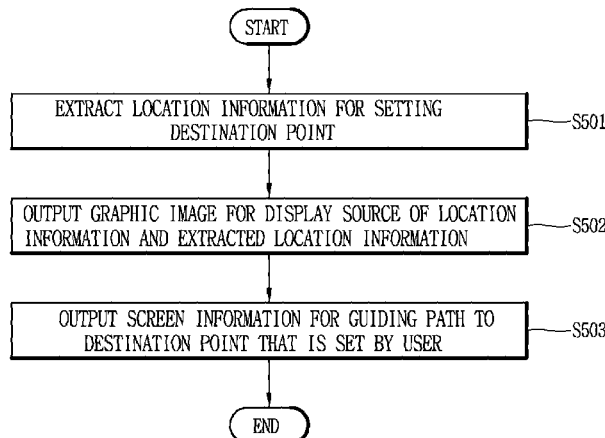 START
EXTRACT LOCATION INFORMATION FOR SETTING
DESTINATION POINT
S501
OUTPUT GRAPHIC IMAGE FOR DISPLAY SOURCE OF LOCATION
INFORMATION AND EXTRACTED LOCATION INFORMATION
S502
OUTPUT SCREEN INFORMATION FOR GUIDING PATH TO
DESTINATION POINT THAT IS SET BY USER
S503
END